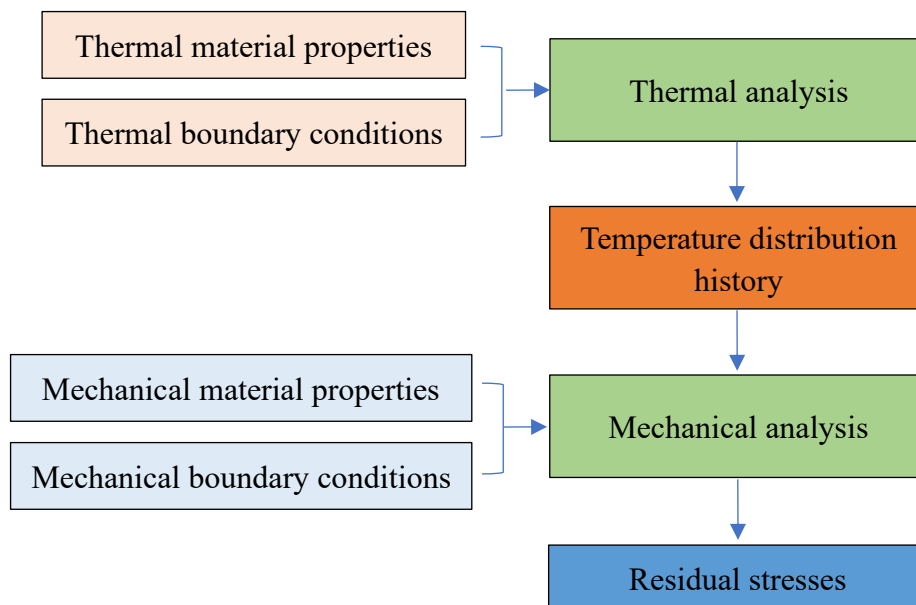 Thermal material properties
Thermal boundary conditions
Thermal analysis
Temperature distribution
history
Mechanical material properties
Mechanical boundary conditions
Mechanical analysis
Residual stresses